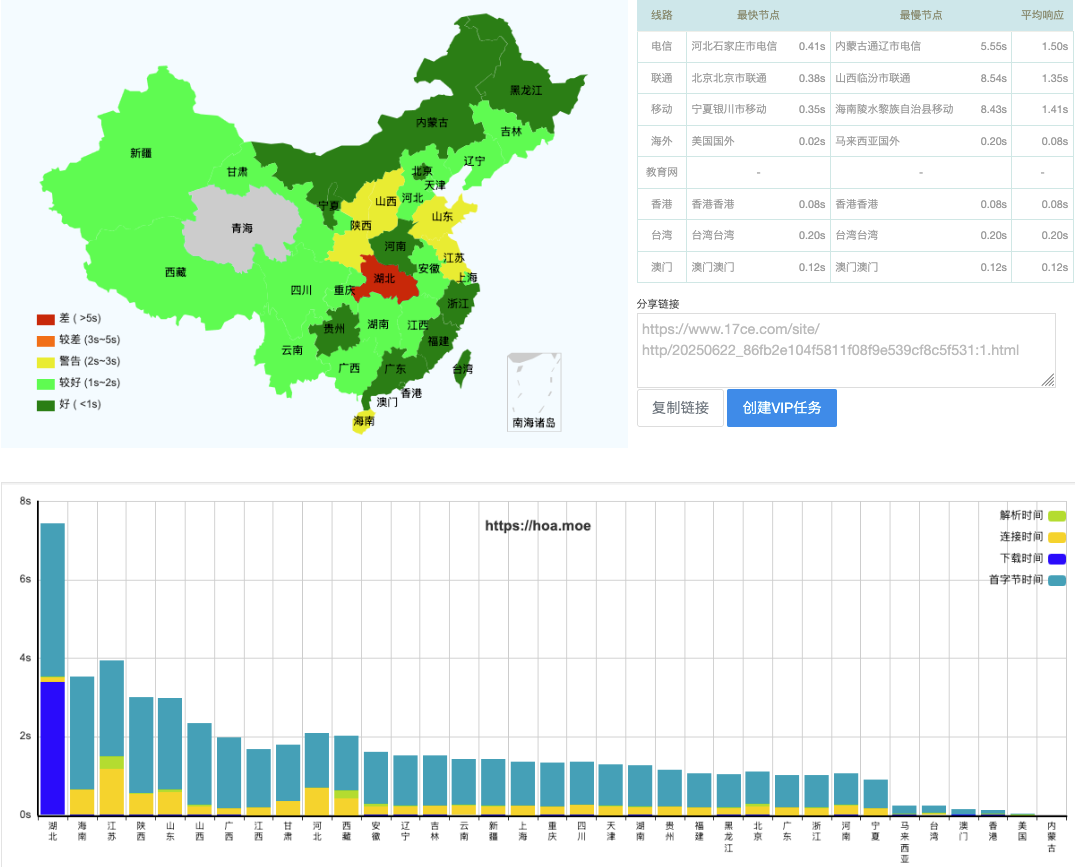 黑龙江
内蒙古
吉林
新疆
辽宁
甘肃
北京
天津
宁夏
山西
河北
山东
陕西
青海
河南
江苏
安徽
西藏
湖北
上海
四川
重庆
浙江
湖南
江西
贵州
福建
云南
广西
广东
台湾
香港
澳门
海南
南海诸岛
差 ( >5s)
较差 (3s~5s)
警告 (2s~3s)
较好 (1s~2s)
好 ( <1s)
线路 最快节点 最慢节点 平均响应
电信 河北石家庄市电信 0.41s 内蒙古通辽市电信 5.55s 1.50s
联通 北京北京市联通 0.38s 山西临汾市联通 8.54s 1.35s
移动 宁夏银川市移动 0.35s 海南陵水黎族自治县移动 8.43s 1.41s
海外 美国国外 0.02s 马来西亚国外 0.20s 0.08s
教育网 - - -
香港 香港香港 0.08s 香港香港 0.08s 0.08s
台湾 台湾台湾 0.20s 台湾台湾 0.20s 0.20s
澳门 澳门澳门 0.12s 澳门澳门 0.12s 0.12s
分享链接
https://www.17ce.com/site/
http/20250622_86fb2e104f5811f08f9e539cf8c5f531:1.html
复制链接 创建VIP任务
https://hoa.moe
解析时间
连接时间
下载时间
首字节时间
8s
6s
4s
2s
0s
湖北 海南 江苏 陕西 山东 山西 广西 江西 甘肃 河北 西藏 安徽 辽宁 吉林 云南 新疆 上海 重庆 四川 天津 湖南 贵州 福建 黑龙江 北京 广东 浙江 河南 宁夏 马来西亚 台湾 澳门 香港 美国 内蒙古